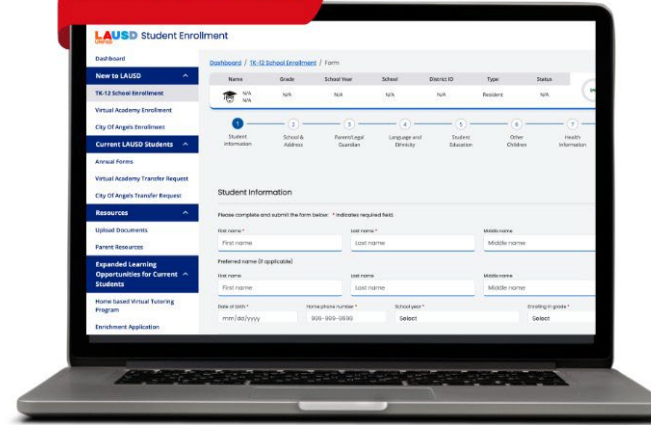 LAUSD Student Enrollment
UNIFIED
Dashboard
New to LAUSD
TK-12 School Enrollment
Virtual Academy Enrollment
City Of Angels Enrollment
Current LAUSD Students
Annual Forms
Virtual Academy Transfer Request
City Of Angels Transfer Request
Resources
Upload Documents
Parent Resources
Expanded Learning
Opportunities for Current
Students
Home based Virtual Tutoring
Program
Enrichment Application
Dashboard / TK-12 School Enrollment / Form
Name Grade School Year School District ID Type Status
N/A N/A N/A N/A N/A Resident N/A
N/A
1 2 3 4 5 6 7
Student Information
School & Address
Parent/Legal Guardian
Language and Ethnicity
Student Education
Other Children
Health Information
Student Information
Please complete and submit the form below: * indicates required field.
First name * Last name * Middle name
First name Last name Middle name
Preferred name (if applicable)
First name Last name Middle name
First name Last name Middle name
Date of birth * Home phone number * School year * Enrolling in grade *
mm/dd/yyyy 999-999-9999 Select Select